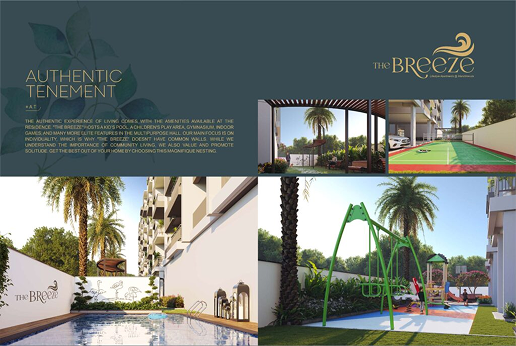 THE BREEZE
AUTHENTIC
TENEMENT
THE AUTHENTIC EXPERIENCE OF LIVING COMES WITH THE AMENITIES AVAILABLE AT THE
RESIDENCE. "THE BREEZE" HOSTS A KID'S POOL, A CHILDREN'S PLAY AREA, GYMNASIUM, INDOOR
GAMES, AND MANY MORE ELITE FEATURES IN THE MULTI PURPOSE HALL. OUR MAIN FOCUS IS ON
INDIVIDUALITY, WHICH IS WHY "THE BREEZE" DOESN'T HAVE COMMON WALLS. WHILE WE
UNDERSTAND THE IMPORTANCE OF COMMUNITY LIVING, WE ALSO VALUE AND PROMOTE
SOLITUDE. GET THE BEST OUT OF YOUR HOME BY CHOOSING THIS MAGNIFIQUE NESTING.
THE BREEZE